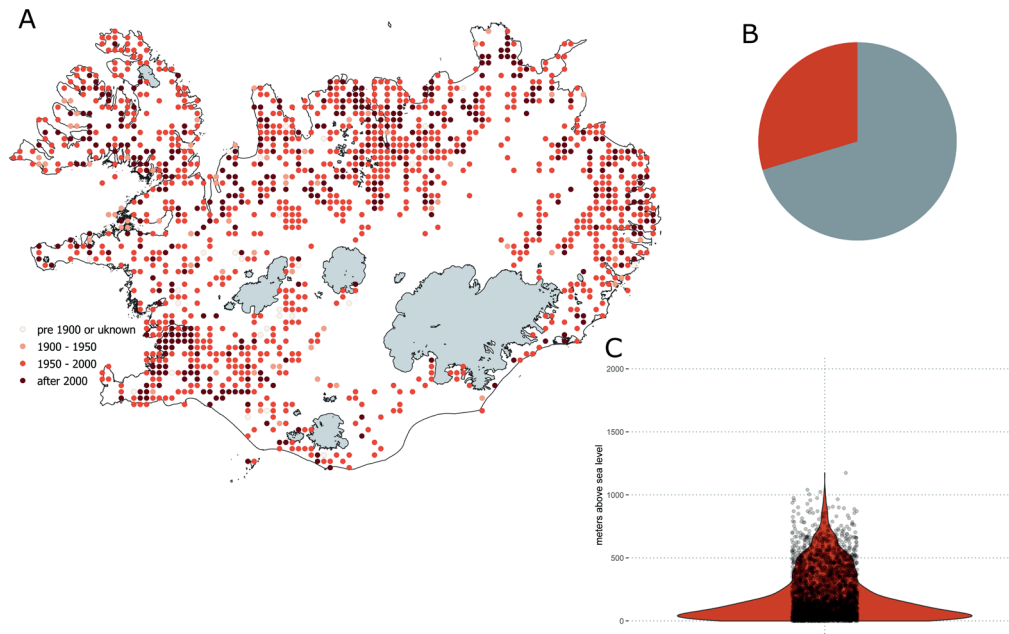 A
B
pre 1900 or uknown
1900 - 1950
1950 - 2000
after 2000
C
2000
1500
1000
500
0
meters above sea level